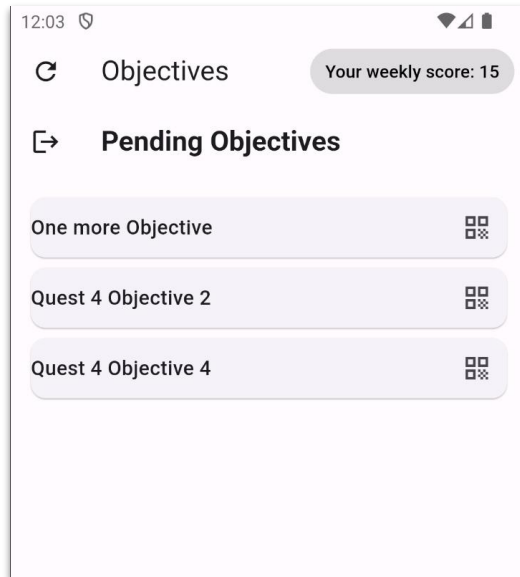 12:03
Objectives Your weekly score: 15
Pending Objectives
One more Objective
Quest 4 Objective 2
Quest 4 Objective 4